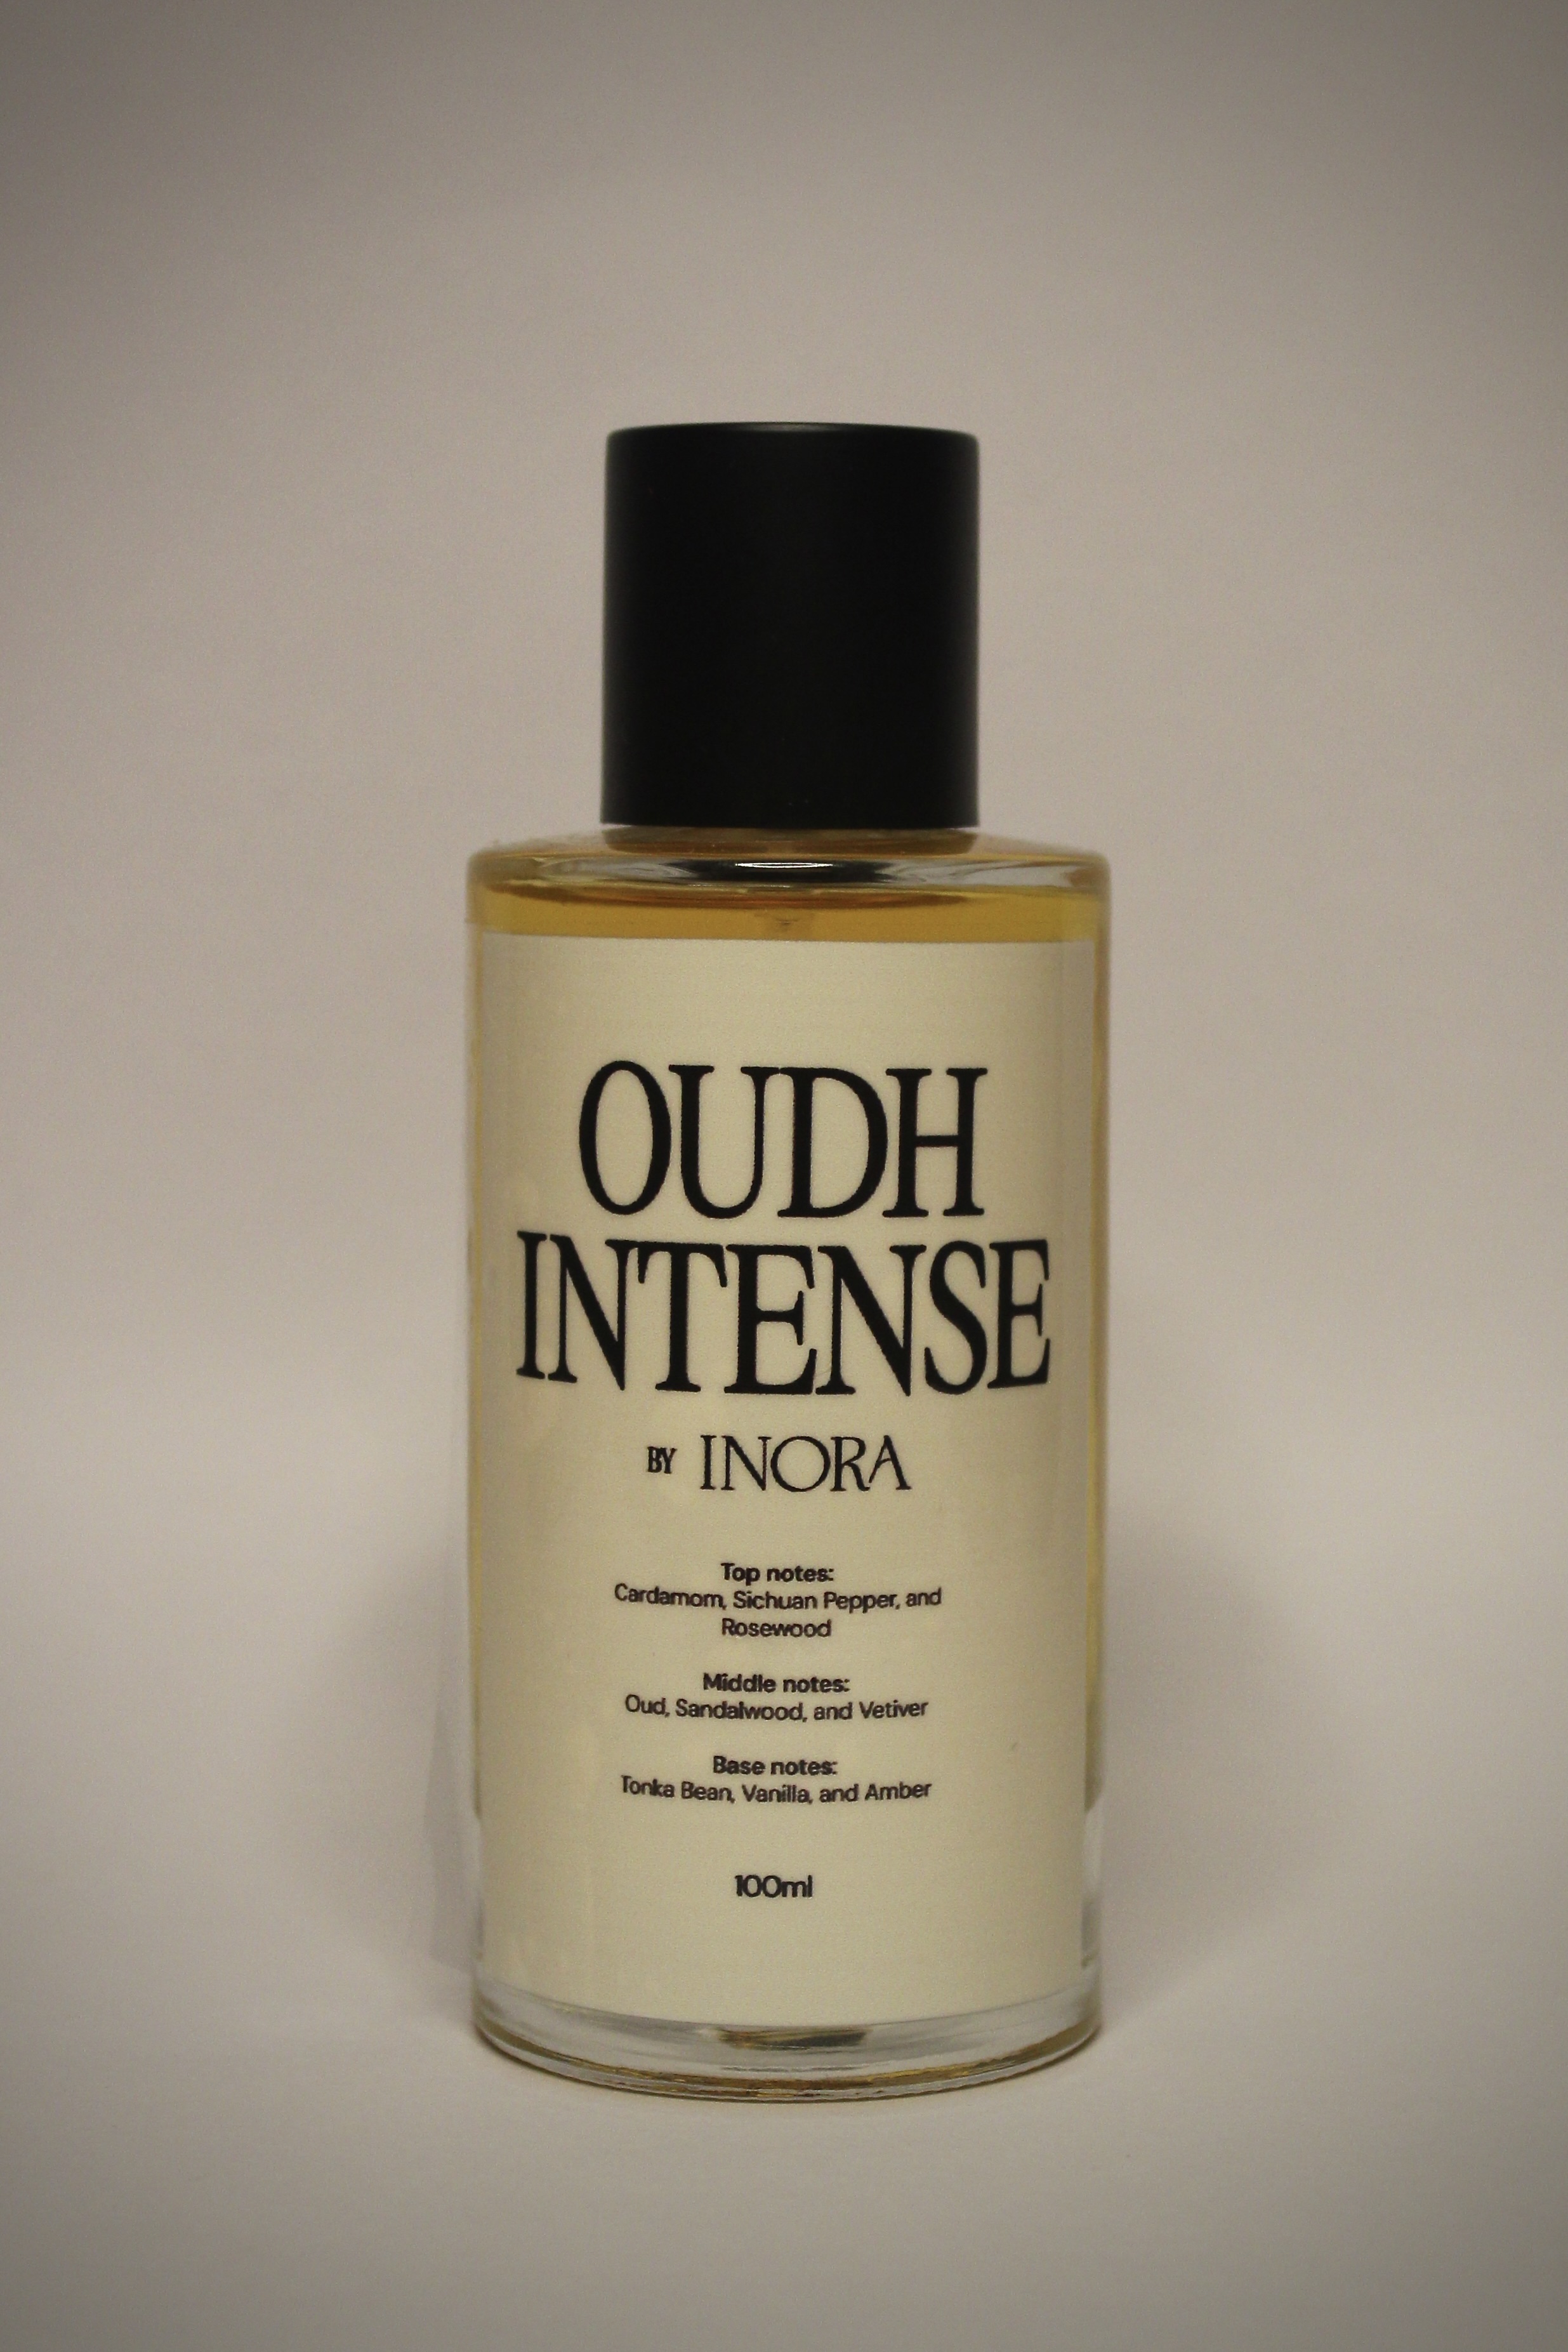 OUDH
INTENSE
BY INORA
Top notes:
Cardamom, Sichuan Pepper, and
Rosewood
Middle notes:
Oud, Sandalwood, and Vetiver
Base notes:
Tonka Bean, Vanilla, and Amber
100ml